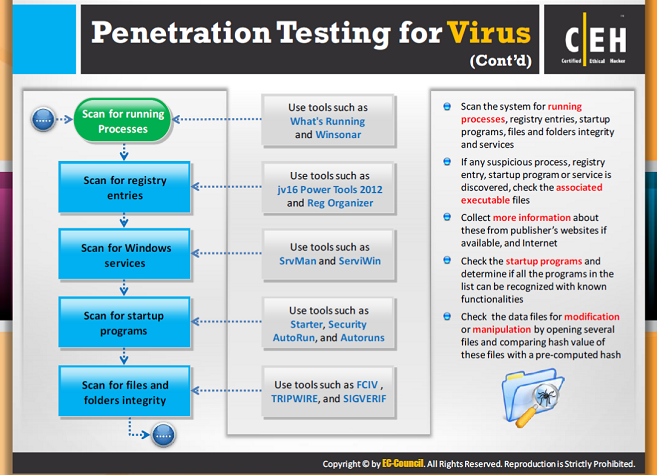 Penetration Testing for Virus
(Cont'd)
C|EH
Certified Ethical Hacker
Scan for running
Processes
Use tools such as
What's Running
and Winsonar
Scan for registry
entries
Use tools such as
jv16 Power Tools 2012
and Reg Organizer
Scan for Windows
services
Use tools such as
SrvMan and ServiWin
Scan for startup
programs
Use tools such as
Starter, Security
AutoRun, and Autoruns
Scan for files and
folders integrity
Use tools such as FCIV ,
TRIPWIRE, and SIGVERIF
Scan the system for running
processes, registry entries, startup
programs, files and folders integrity
and services
If any suspicious process, registry
entry, startup program or service is
discovered, check the associated
executable files
Collect more information about
these from publisher's websites if
available, and Internet
Check the startup programs and
determine if all the programs in the
list can be recognized with known
functionalities
Check the data files for modification
or manipulation by opening several
files and comparing hash value of
these files with a pre-computed hash
Copyright © by EC-Council. All Rights Reserved. Reproduction is Strictly Prohibited.